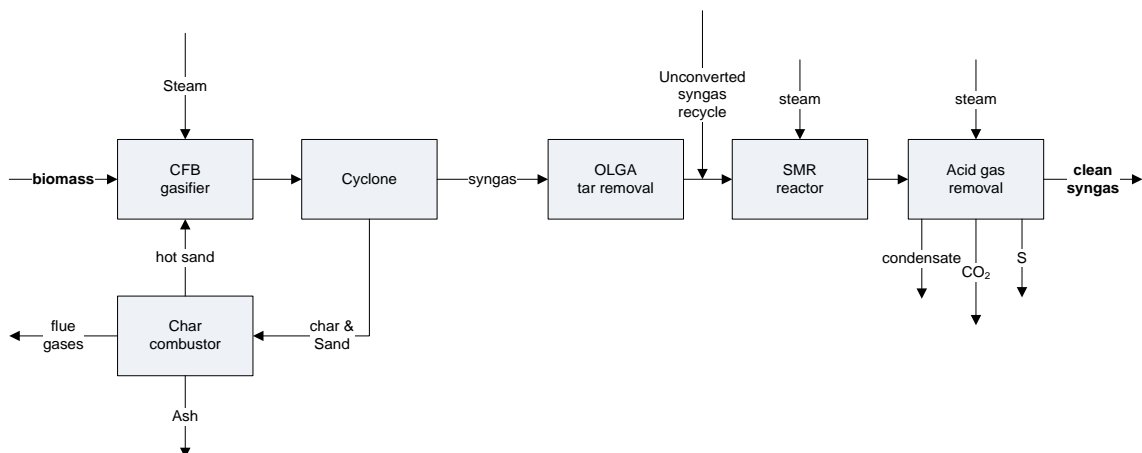 Steam
Unconverted
syngas
recycle
steam
steam
biomass
CFB
gasifier
Cyclone
syngas
OLGA
tar removal
SMR
reactor
Acid gas
removal
clean
syngas
hot sand
condensate
CO₂
S
flue
gases
Char
combustor
char &
Sand
Ash